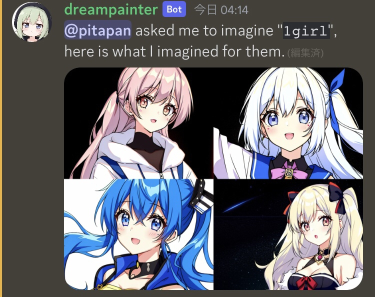 dreampainter Bot 今日 04:14
@pitapan asked me to imagine "1girl",
here is what I imagined for them. (編集済)